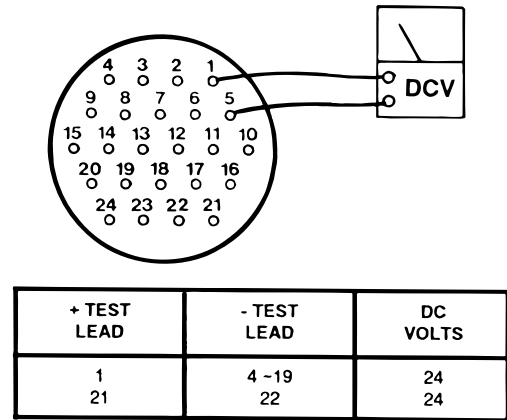 4 3 2 1
9 8 7 6 5
DCV
15 14 13 12 11 10
20 19 18 17 16
24 23 22 21
+ TEST LEAD - TEST LEAD DC VOLTS
1 4 ~19 24
21 22 24